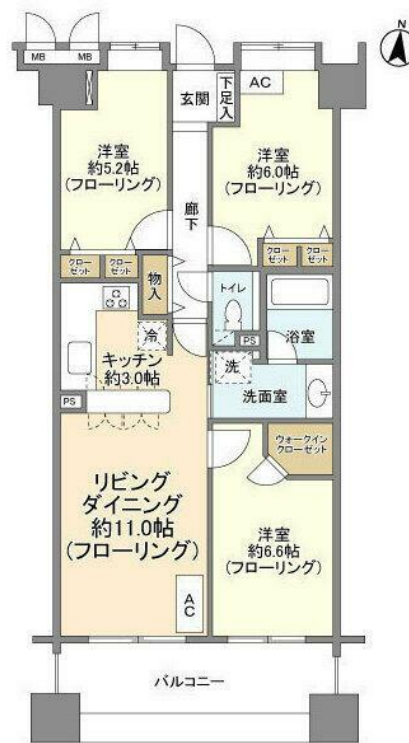 N
MB
MB
玄関
下足入
AC
洋室
約5.2帖
(フローリング)
洋室
約6.0帖
(フローリング)
廊下
クローゼット
クローゼット
物入
クローゼット
クローゼット
トイレ
浴室
冷
キッチン
約3.0帖
PS
洗
洗面室
PS
ウォークイン
クローゼット
リビング
ダイニング
約11.0帖
(フローリング)
洋室
約6.6帖
(フローリング)
AC
バルコニー